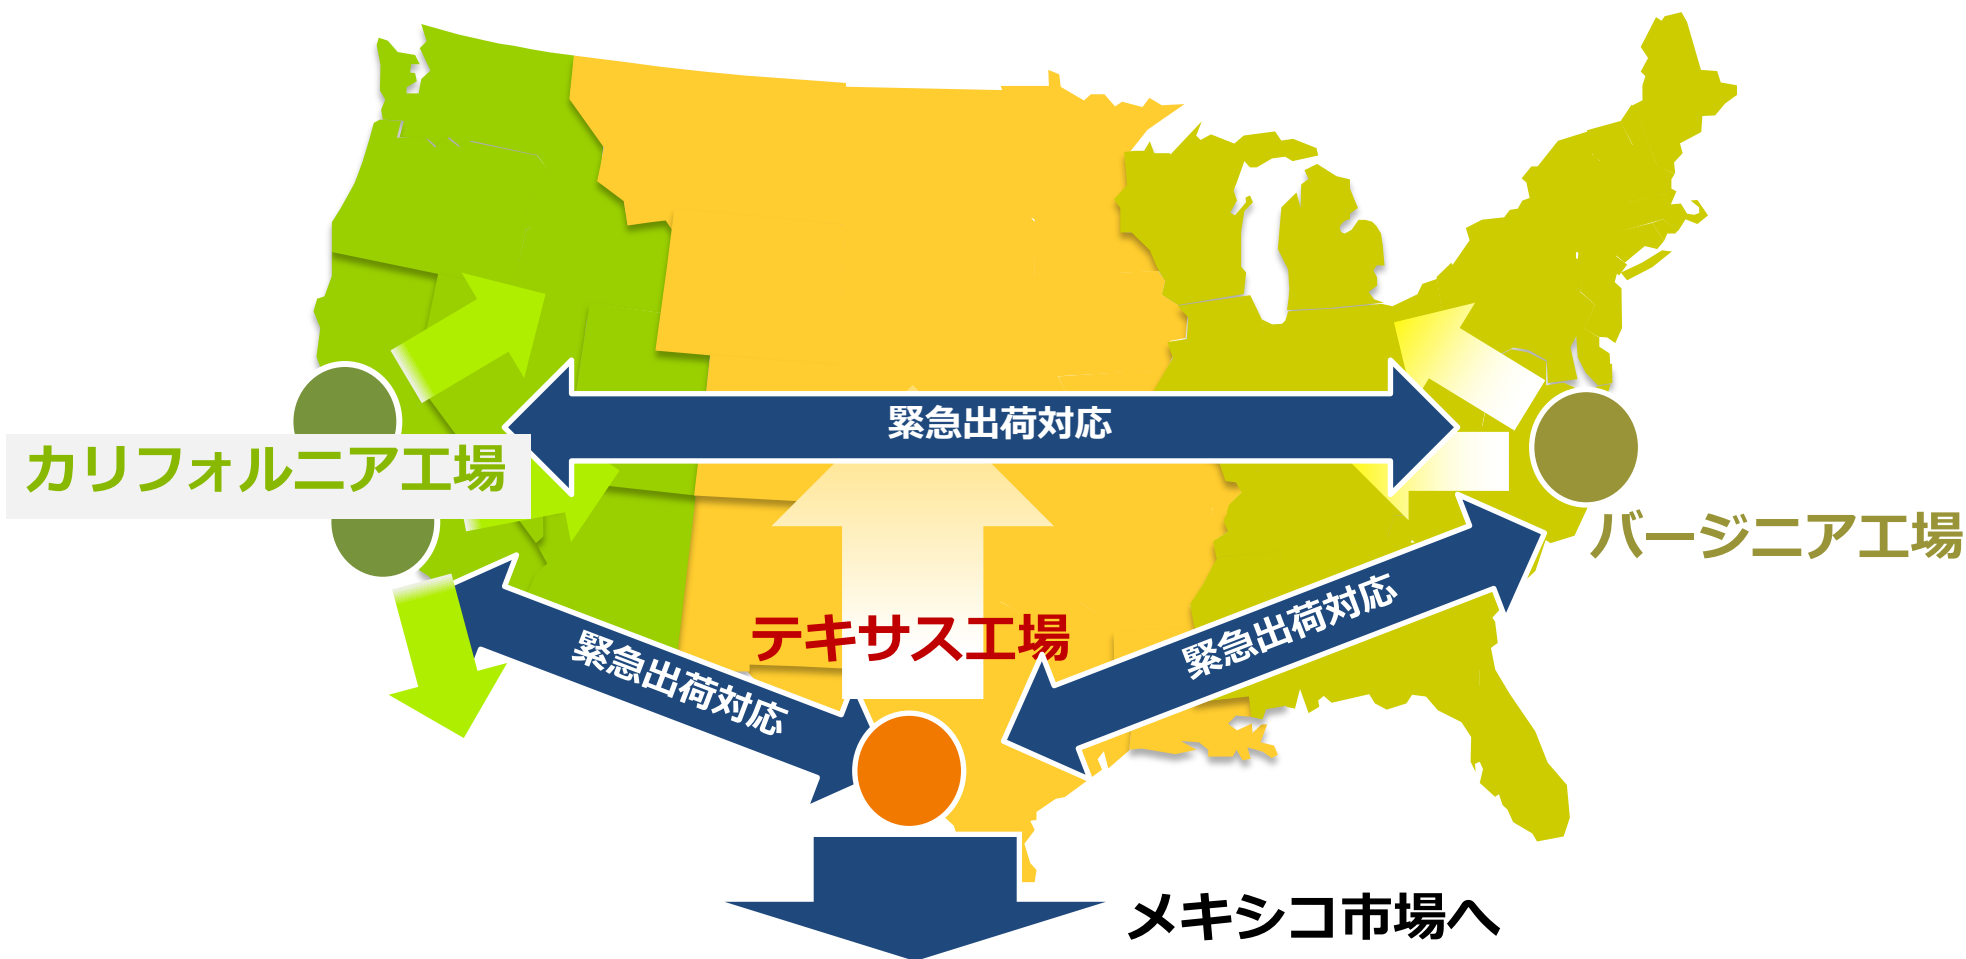 緊急出荷対応
カリフォルニア工場
バージニア工場
テキサス工場
緊急出荷対応
緊急出荷対応
メキシコ市場へ